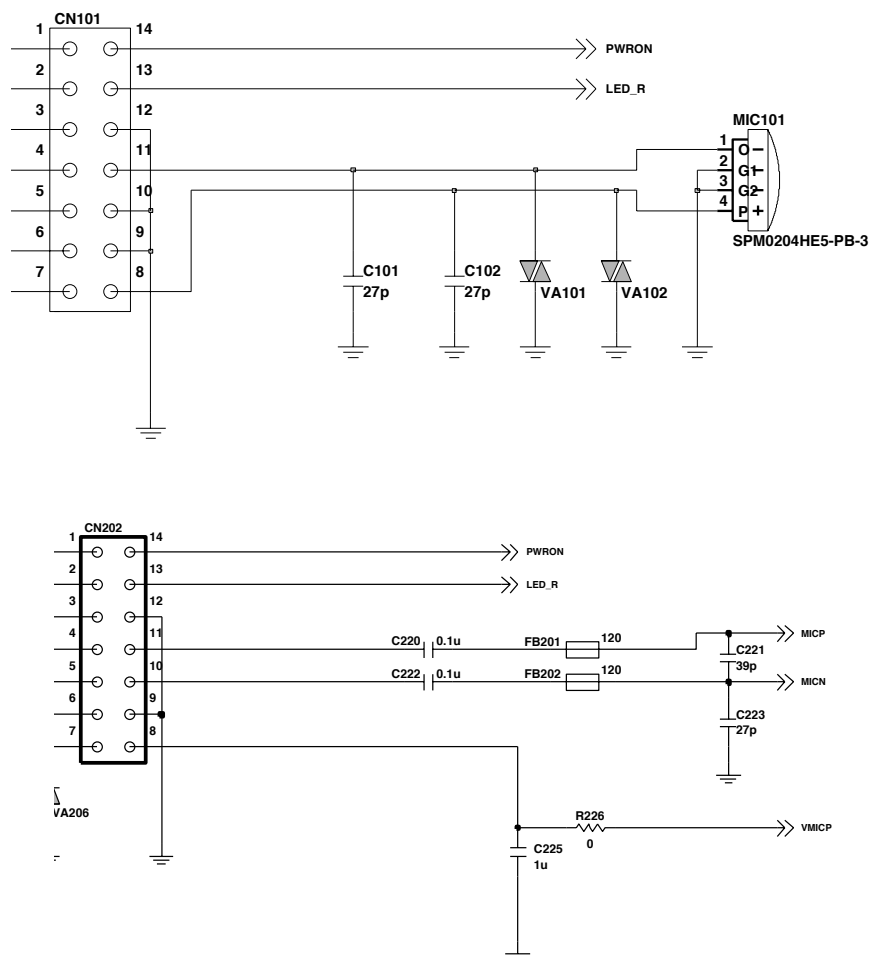 CN101
1 14
PWRON
2 13
LED_R
3 12
MIC101
4 11
1 O −
2 G1 −
5 10
3 G2 −
4 P +
6 9
SPM0204HE5-PB-3
7 8
C101
27p
C102
27p
VA101
VA102
CN202
1 14
PWRON
2 13
LED_R
3 12
4 11
C220 0.1u
FB201 120
MICP
C221
39p
5 10
C222 0.1u
FB202 120
MICN
6 9
C223
27p
7 8
VA206
R226
0
VMICP
C225
1u